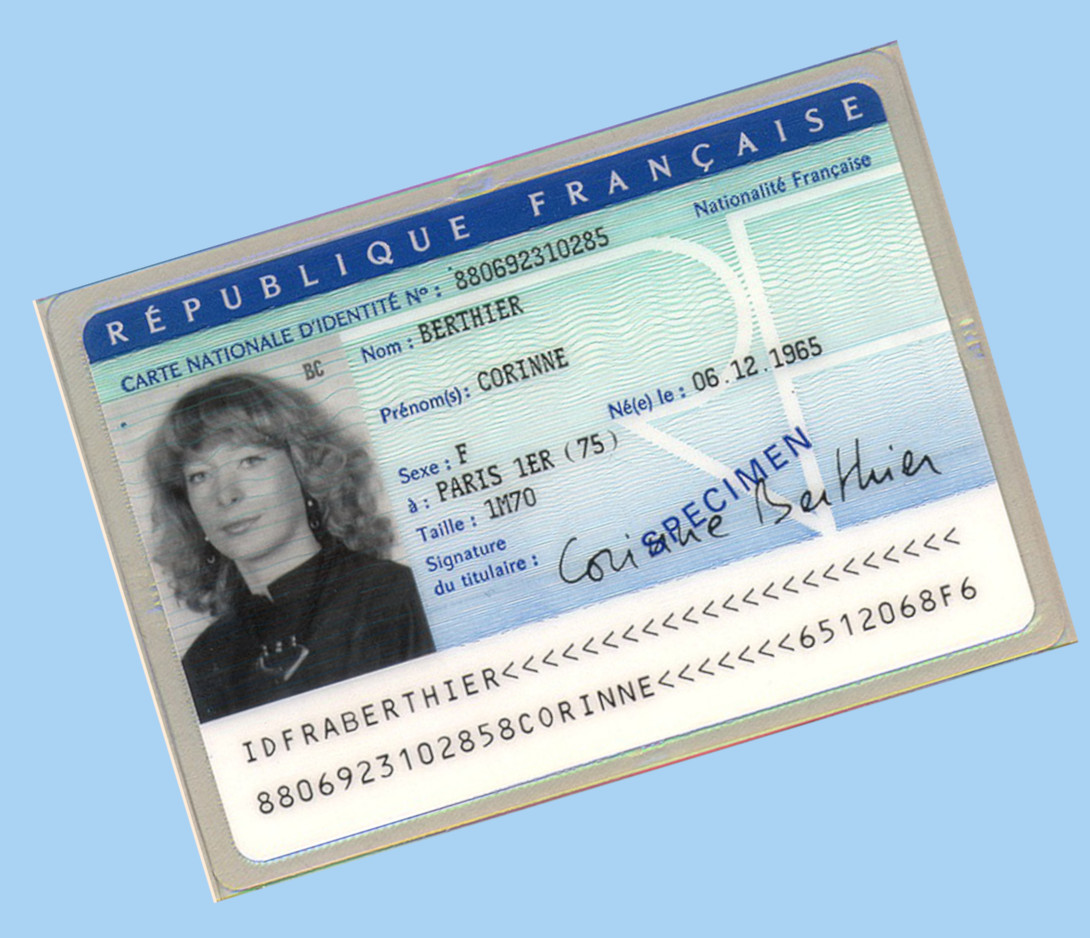 RÉPUBLIQUE FRANÇAISE
CARTE NATIONALE D'IDENTITÉ Nº : 880692310285
Nationalité Française
BC
Nom : BERTHIER
Prénom(s): CORINNE
Né(e) le : 06.12.1965
Sexe : F
à : PARIS 1ER (75)
Taille : 1M70
Signature
du titulaire :
Corinne Berthier
SPECIMEN
IDFRABERTHIER<<<<<<<<<<<<<<<<<<<<<<<
8806923102858CORINNE<<<<<<<6512068F6